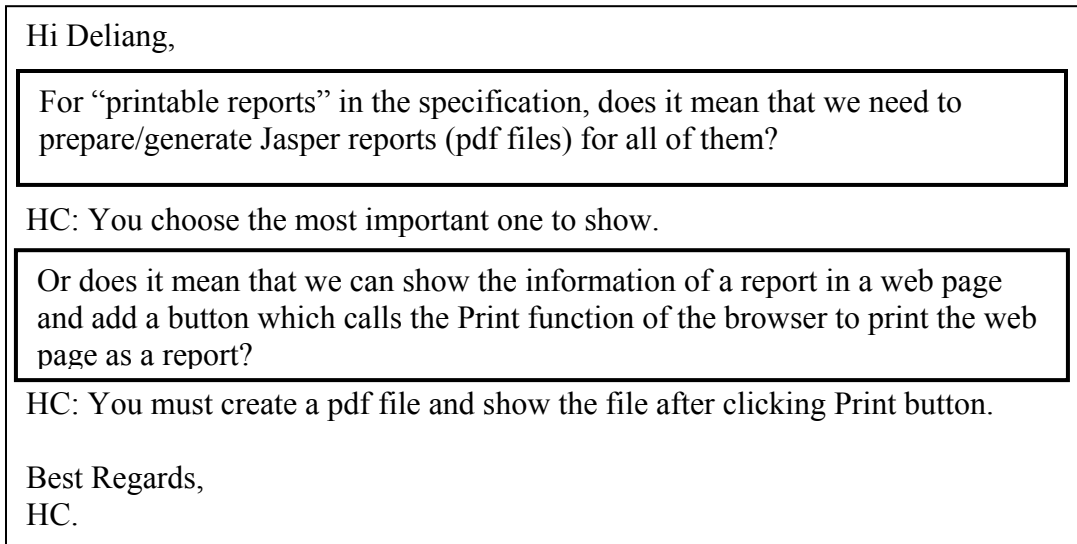 Hi Deliang,
For “printable reports” in the specification, does it mean that we need to
prepare/generate Jasper reports (pdf files) for all of them?
HC: You choose the most important one to show.
Or does it mean that we can show the information of a report in a web page
and add a button which calls the Print function of the browser to print the web
page as a report?
HC: You must create a pdf file and show the file after clicking Print button.
Best Regards,
HC.